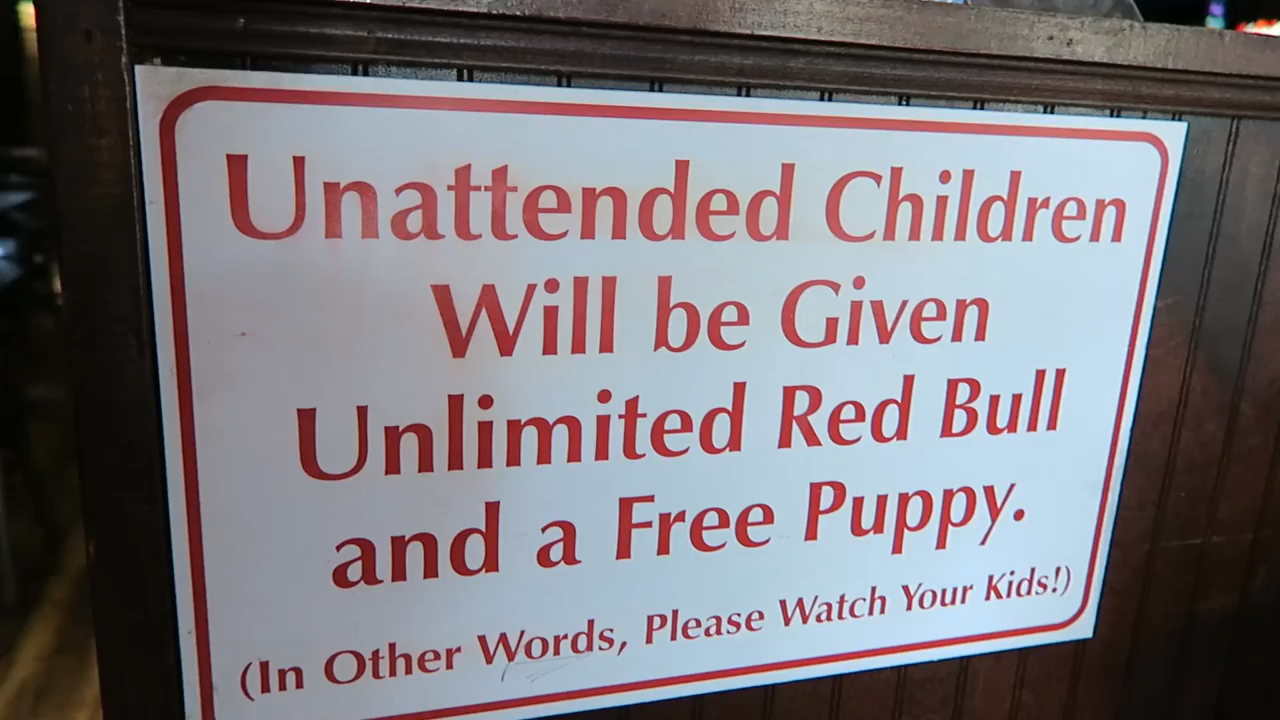 Unattended Children
Will be Given
Unlimited Red Bull
and a Free Puppy.
(In Other Words, Please Watch Your Kids!)